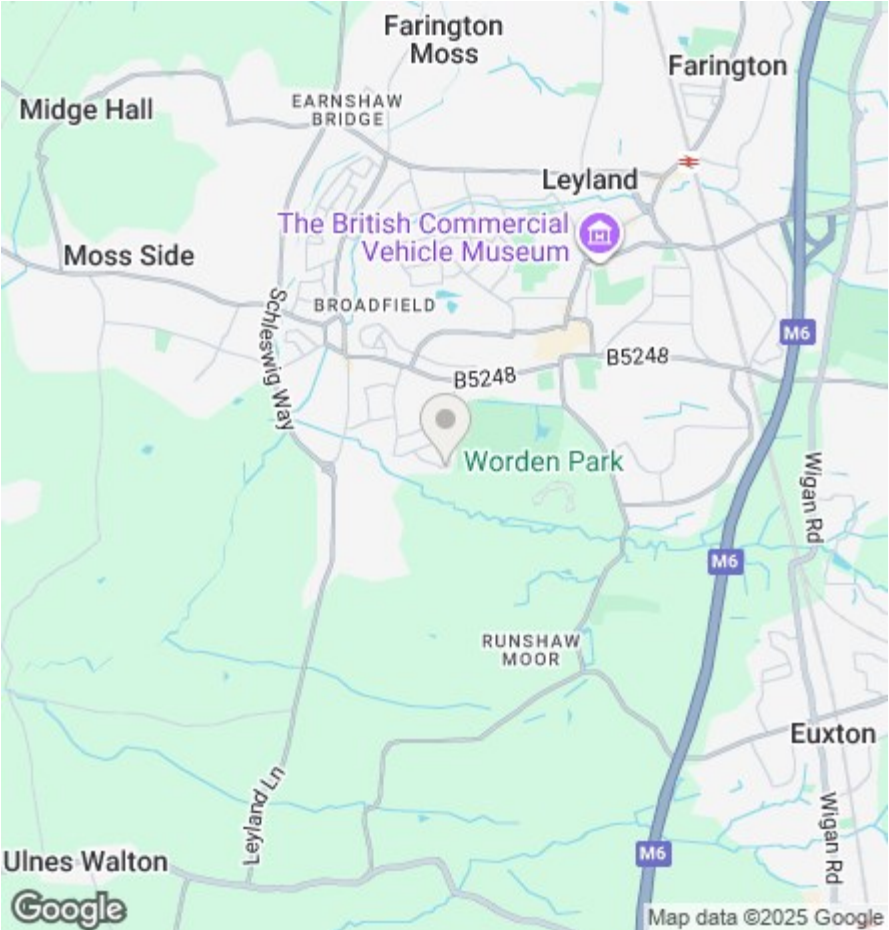 Farington
Moss
Farington
Midge Hall
EARNSHAW
BRIDGE
Leyland
The British Commercial
Vehicle Museum
Moss Side
BROADFIELD
Schleswig Way
M6
B5248
B5248
Worden Park
Wigan Rd
M6
RUNSHAW
MOOR
Euxton
Leyland Ln
Wigan Rd
M6
Ulnes Walton
Google
Map data ©2025 Google